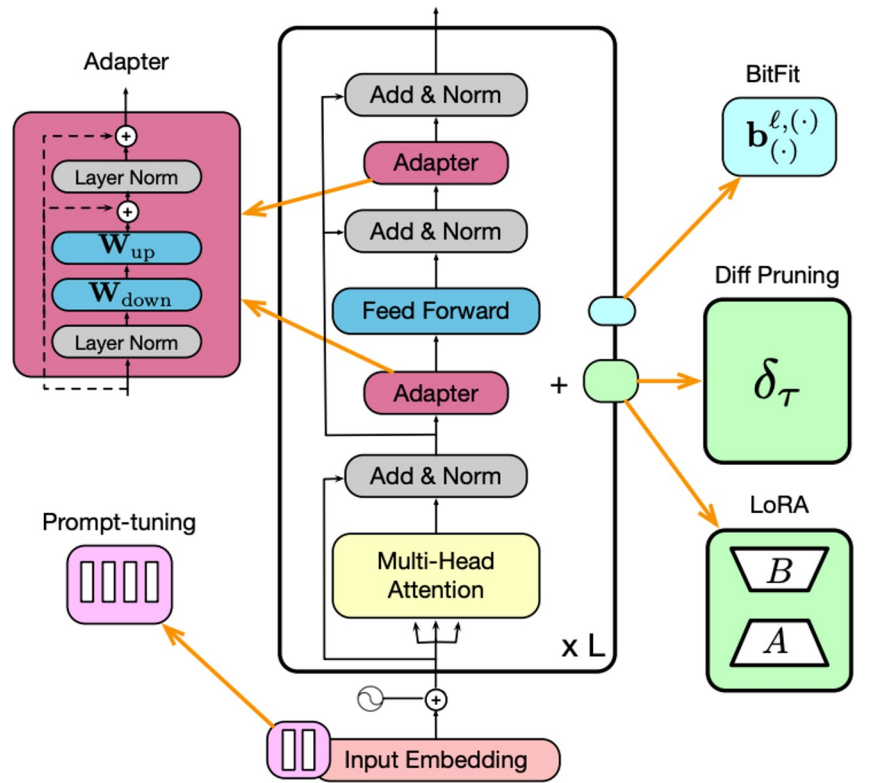 Adapter
+
Layer Norm
+
W_up
W_down
Layer Norm
Prompt-tuning
Add & Norm
Adapter
Add & Norm
Feed Forward
Adapter
Add & Norm
Multi-Head
Attention
x L
+
Input Embedding
+
BitFit
b^{ℓ,(·)}_{(·)}
Diff Pruning
δ_τ
LoRA
B
A